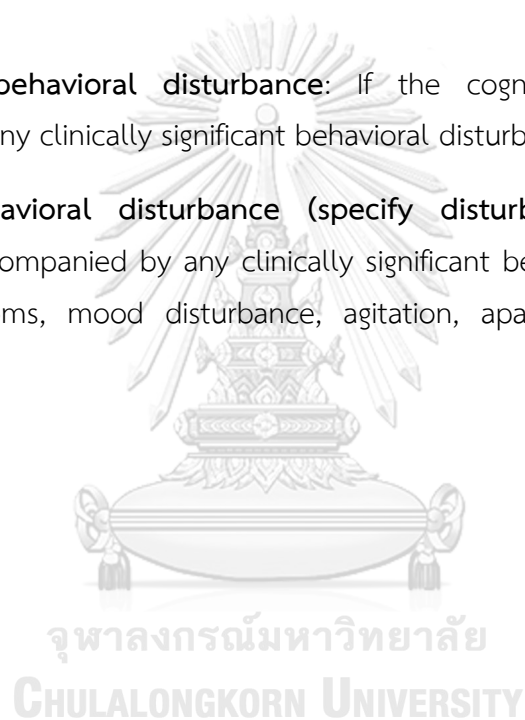 behavioral disturbance: If the cogn
ny clinically significant behavioral disturb
avioral disturbance (specify disturb
companied by any clinically significant be
ms, mood disturbance, agitation, apa
จุฬาลงกรณ์มหาวิทยาลัย
CHULALONGKORN UNIVERSITY